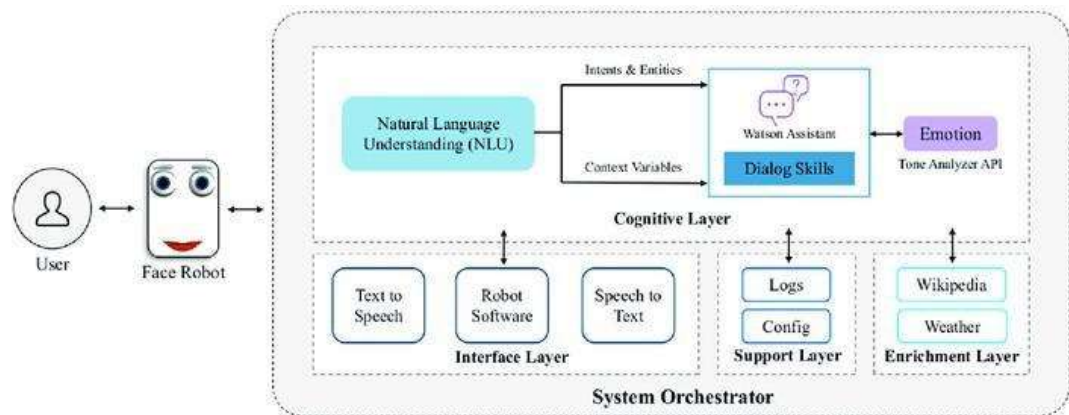 Intents & Entities
Natural Language
Understanding (NLU)
?
Watson Assistant
Dialog Skills
Emotion
Tone Analyzer API
Context Variables
Cognitive Layer
User
Face Robot
Text to
Speech
Robot
Software
Speech to
Text
Interface Layer
Logs
Config
Support Layer
Wikipedia
Weather
Enrichment Layer
System Orchestrator